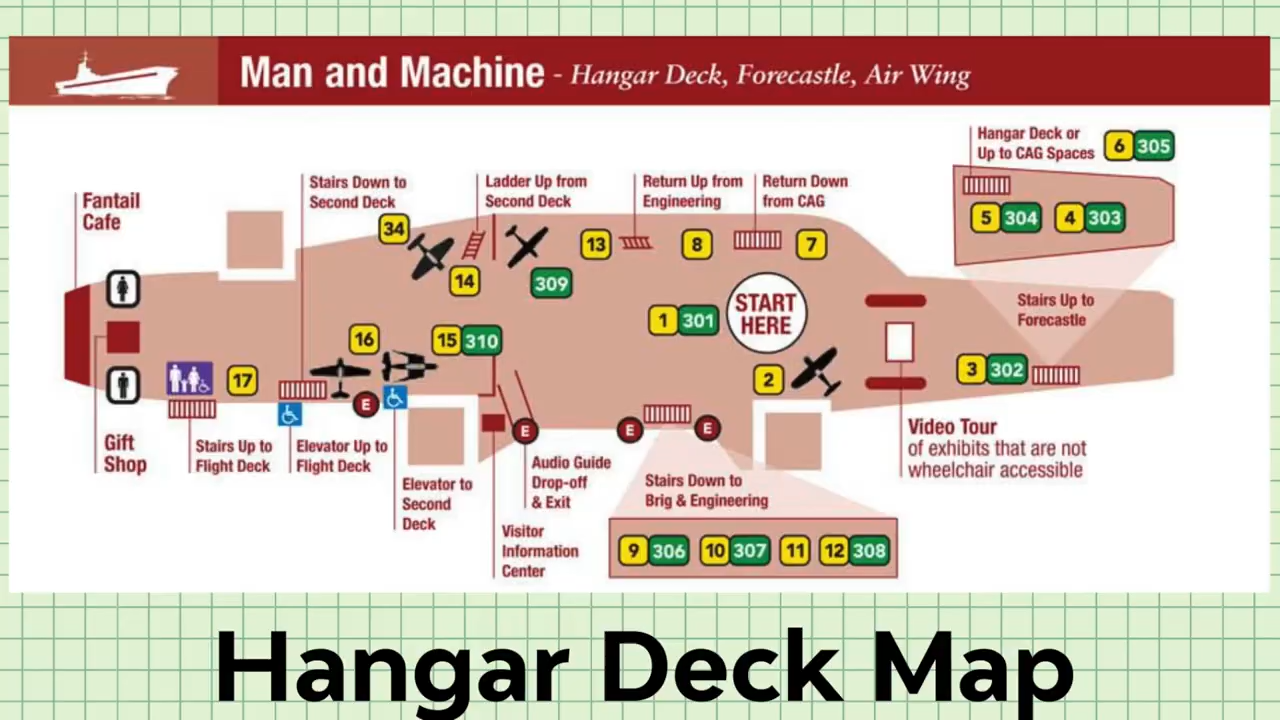 Man and Machine - Hangar Deck, Forecastle, Air Wing
Hangar Deck or
Up to CAG Spaces
6 305
5 304
4 303
Stairs Up to
Forecastle
Fantail
Cafe
Stairs Down to
Second Deck
34
Ladder Up from
Second Deck
14
309
Return Up from
Engineering
13
8
Return Down
from CAG
7
START
HERE
1 301
2
3 302
16
15 310
17
E
E
E
E
Gift
Shop
Stairs Up to
Flight Deck
Elevator Up to
Flight Deck
Elevator to
Second
Deck
Audio Guide
Drop-off
& Exit
Visitor
Information
Center
Stairs Down to
Brig & Engineering
9 306
10 307
11
12 308
Video Tour
of exhibits that are not
wheelchair accessible
Hangar Deck Map